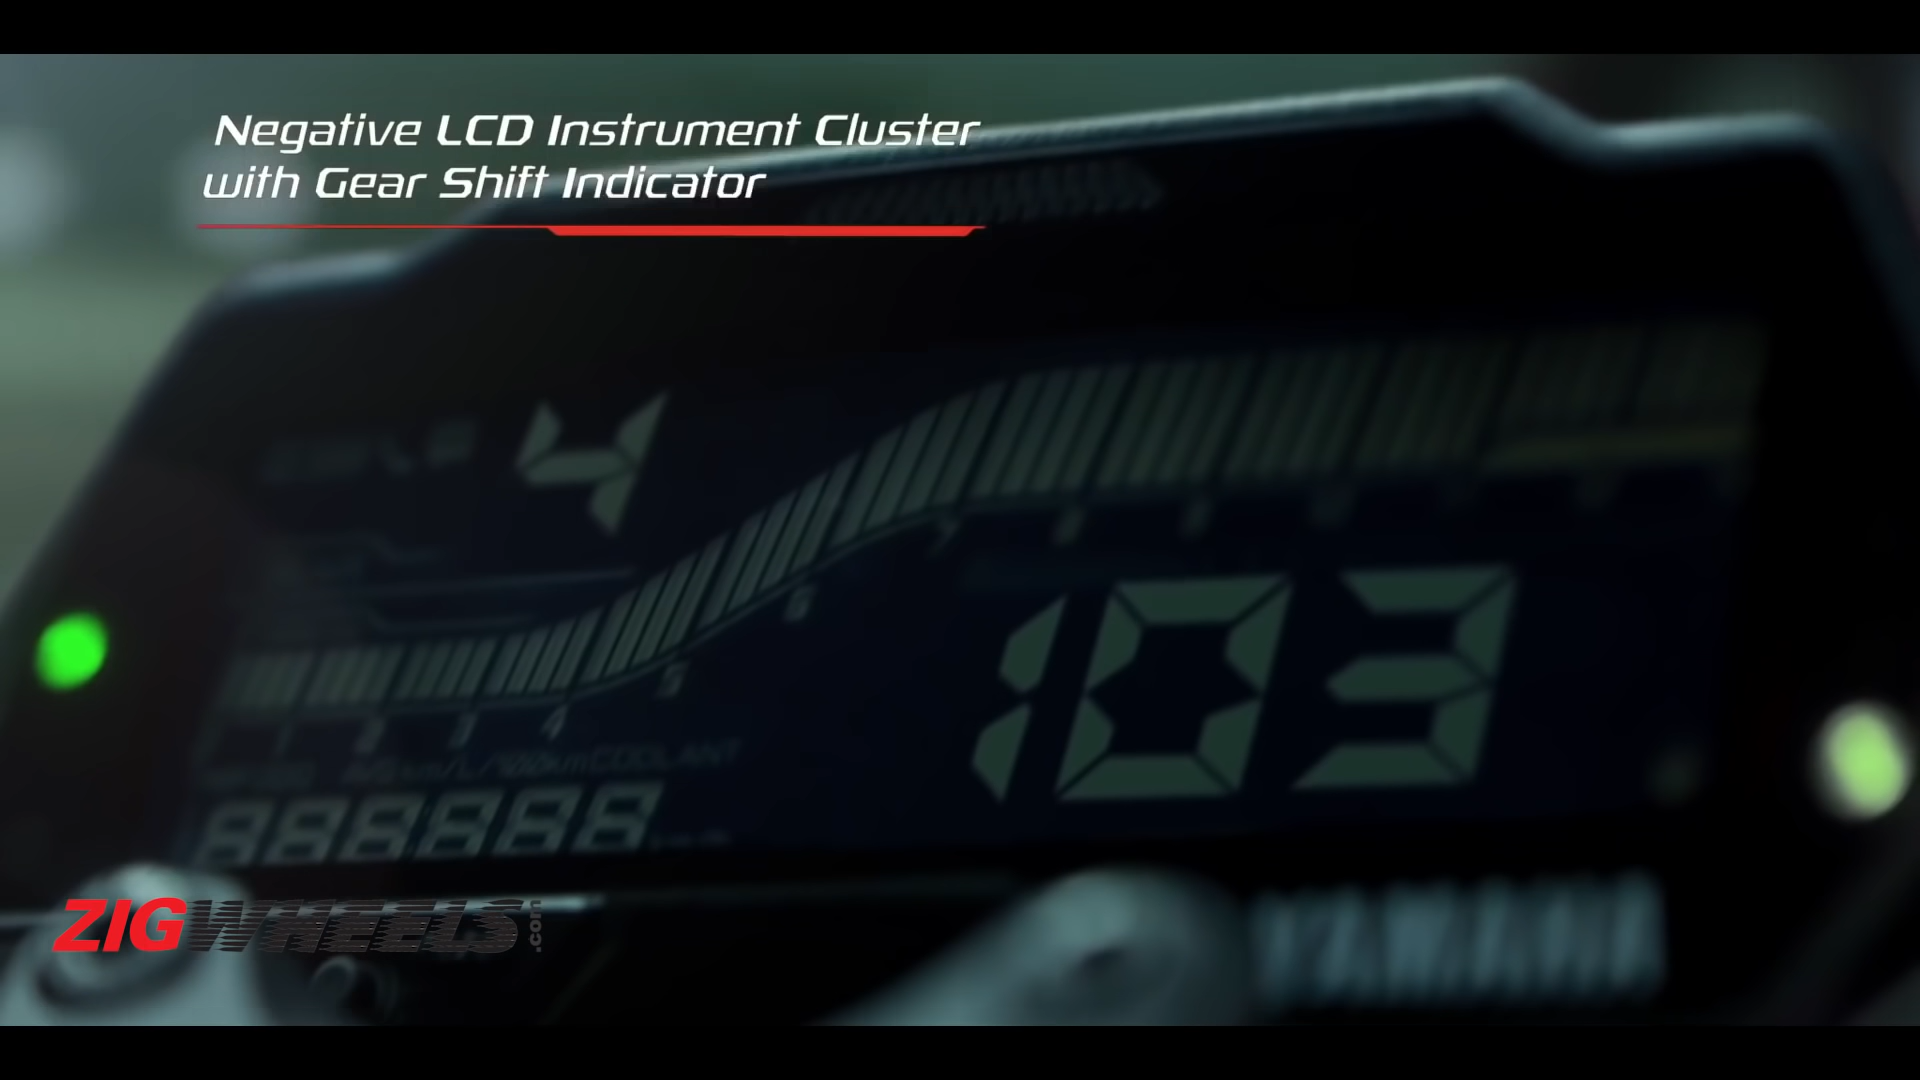 Negative LCD Instrument Cluster
with Gear Shift Indicator
4
7
6
5
1 2 3 4
103
COOLANT
888888
YAMAHA
ZIGWHEELS.com